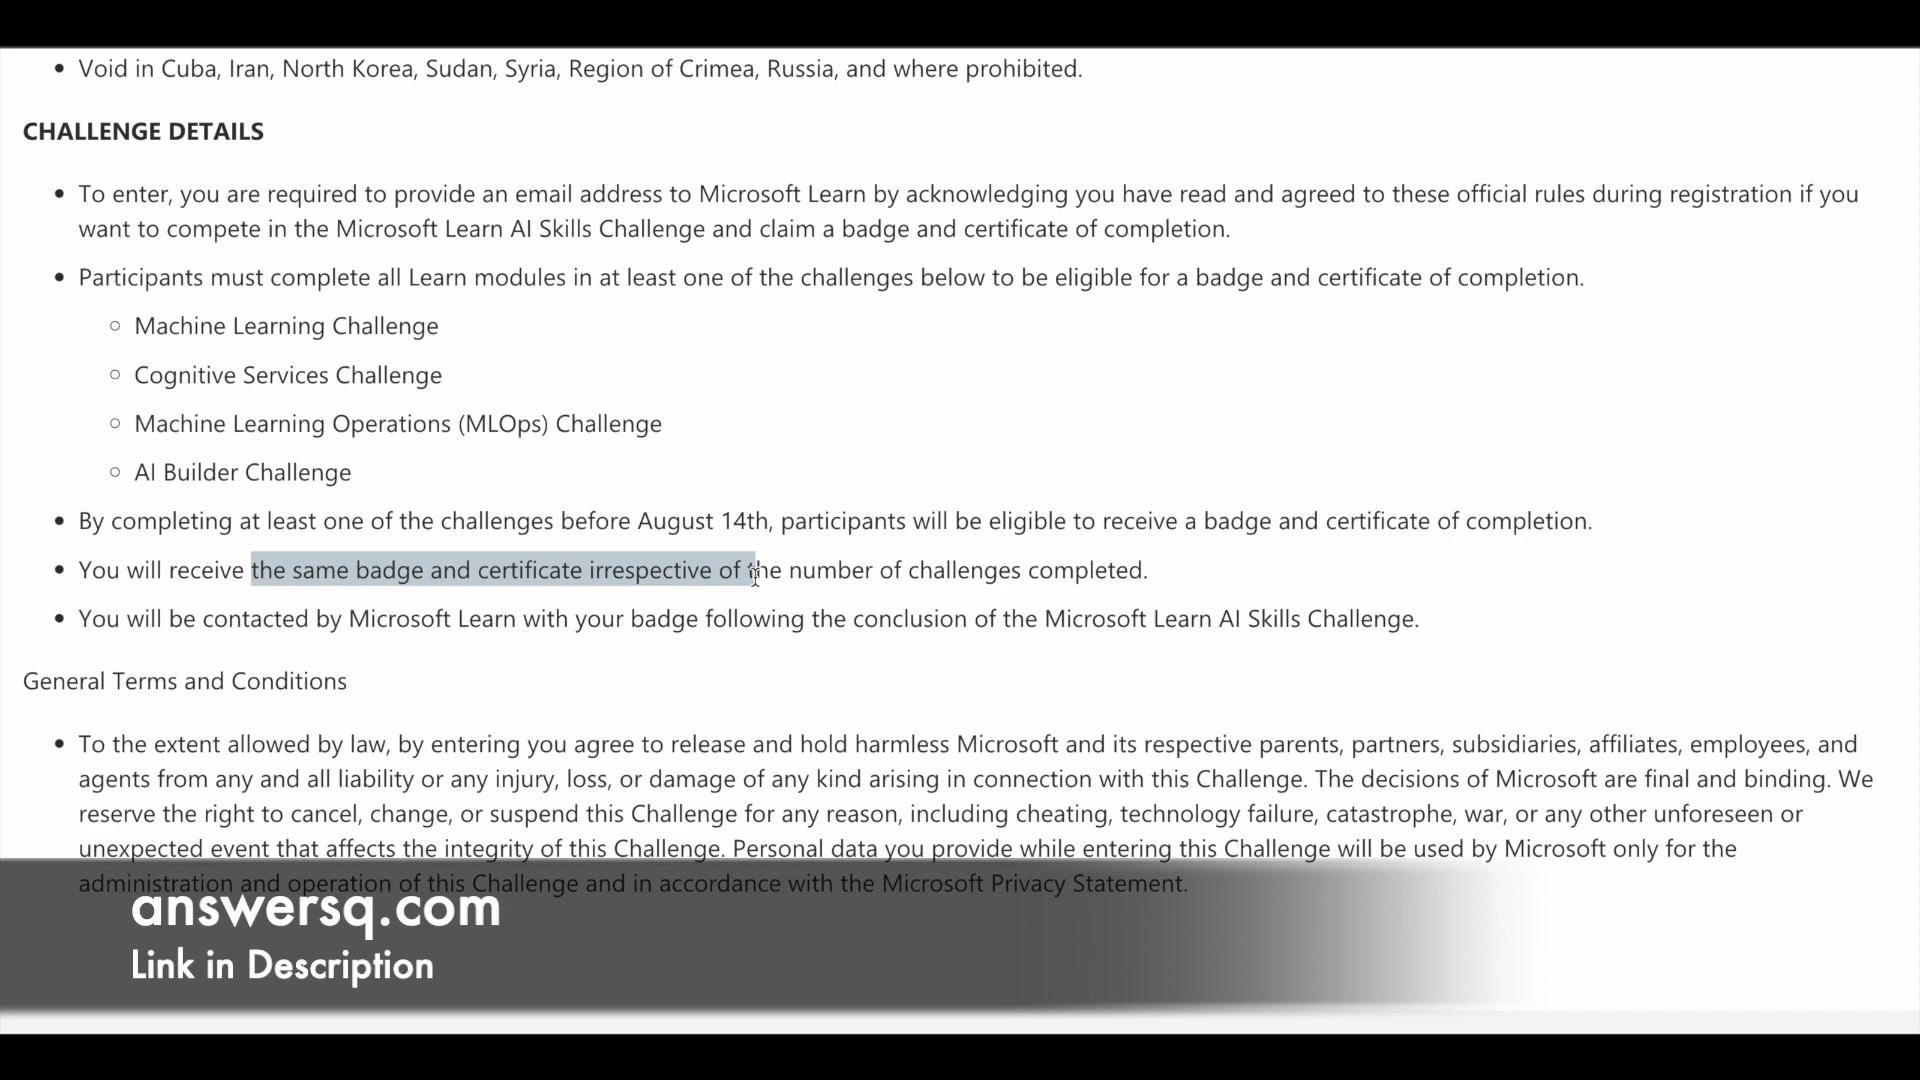 • Void in Cuba, Iran, North Korea, Sudan, Syria, Region of Crimea, Russia, and where prohibited.
CHALLENGE DETAILS
• To enter, you are required to provide an email address to Microsoft Learn by acknowledging you have read and agreed to these official rules during registration if you
want to compete in the Microsoft Learn AI Skills Challenge and claim a badge and certificate of completion.
• Participants must complete all Learn modules in at least one of the challenges below to be eligible for a badge and certificate of completion.
○ Machine Learning Challenge
○ Cognitive Services Challenge
○ Machine Learning Operations (MLOps) Challenge
○ AI Builder Challenge
• By completing at least one of the challenges before August 14th, participants will be eligible to receive a badge and certificate of completion.
• You will receive the same badge and certificate irrespective of the number of challenges completed.
• You will be contacted by Microsoft Learn with your badge following the conclusion of the Microsoft Learn AI Skills Challenge.
General Terms and Conditions
• To the extent allowed by law, by entering you agree to release and hold harmless Microsoft and its respective parents, partners, subsidiaries, affiliates, employees, and
agents from any and all liability or any injury, loss, or damage of any kind arising in connection with this Challenge. The decisions of Microsoft are final and binding. We
reserve the right to cancel, change, or suspend this Challenge for any reason, including cheating, technology failure, catastrophe, war, or any other unforeseen or
unexpected event that affects the integrity of this Challenge. Personal data you provide while entering this Challenge will be used by Microsoft only for the
administration and operation of this Challenge and in accordance with the Microsoft Privacy Statement.
answersq.com
Link in Description